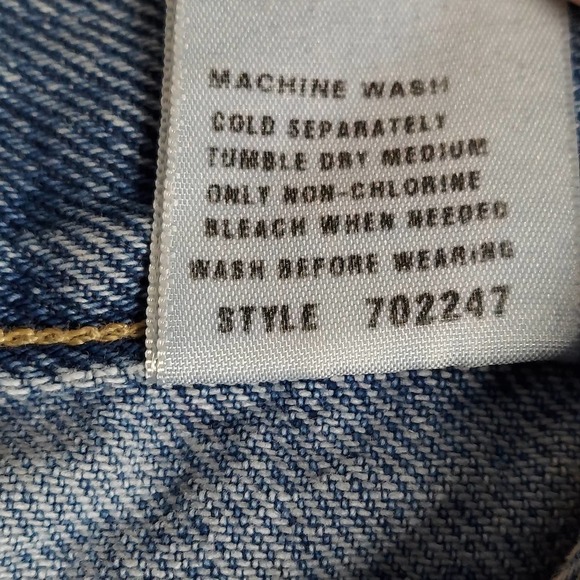 MACHINE WASH
COLD SEPARATELY
TUMBLE DRY MEDIUM
ONLY NON-CHLORINE
BLEACH WHEN NEEDED
WASH BEFORE WEARING
STYLE 702247